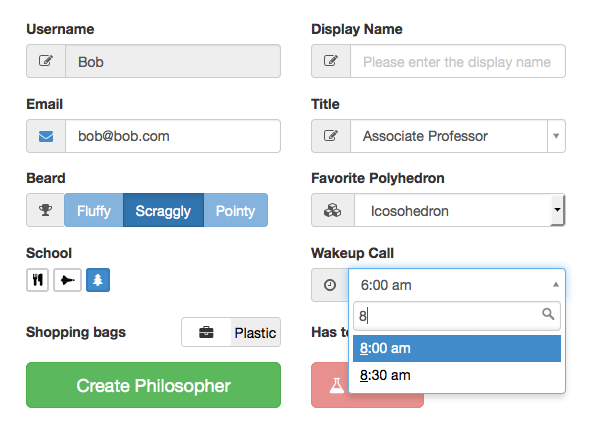 Username
Display Name
Bob
Please enter the display name
Email
Title
bob@bob.com
Associate Professor
Beard
Favorite Polyhedron
Fluffy Scraggly Pointy
Icosohedron
School
Wakeup Call
6:00 am
8
8:00 am
8:30 am
Shopping bags
Plastic
Has t
Create Philosopher